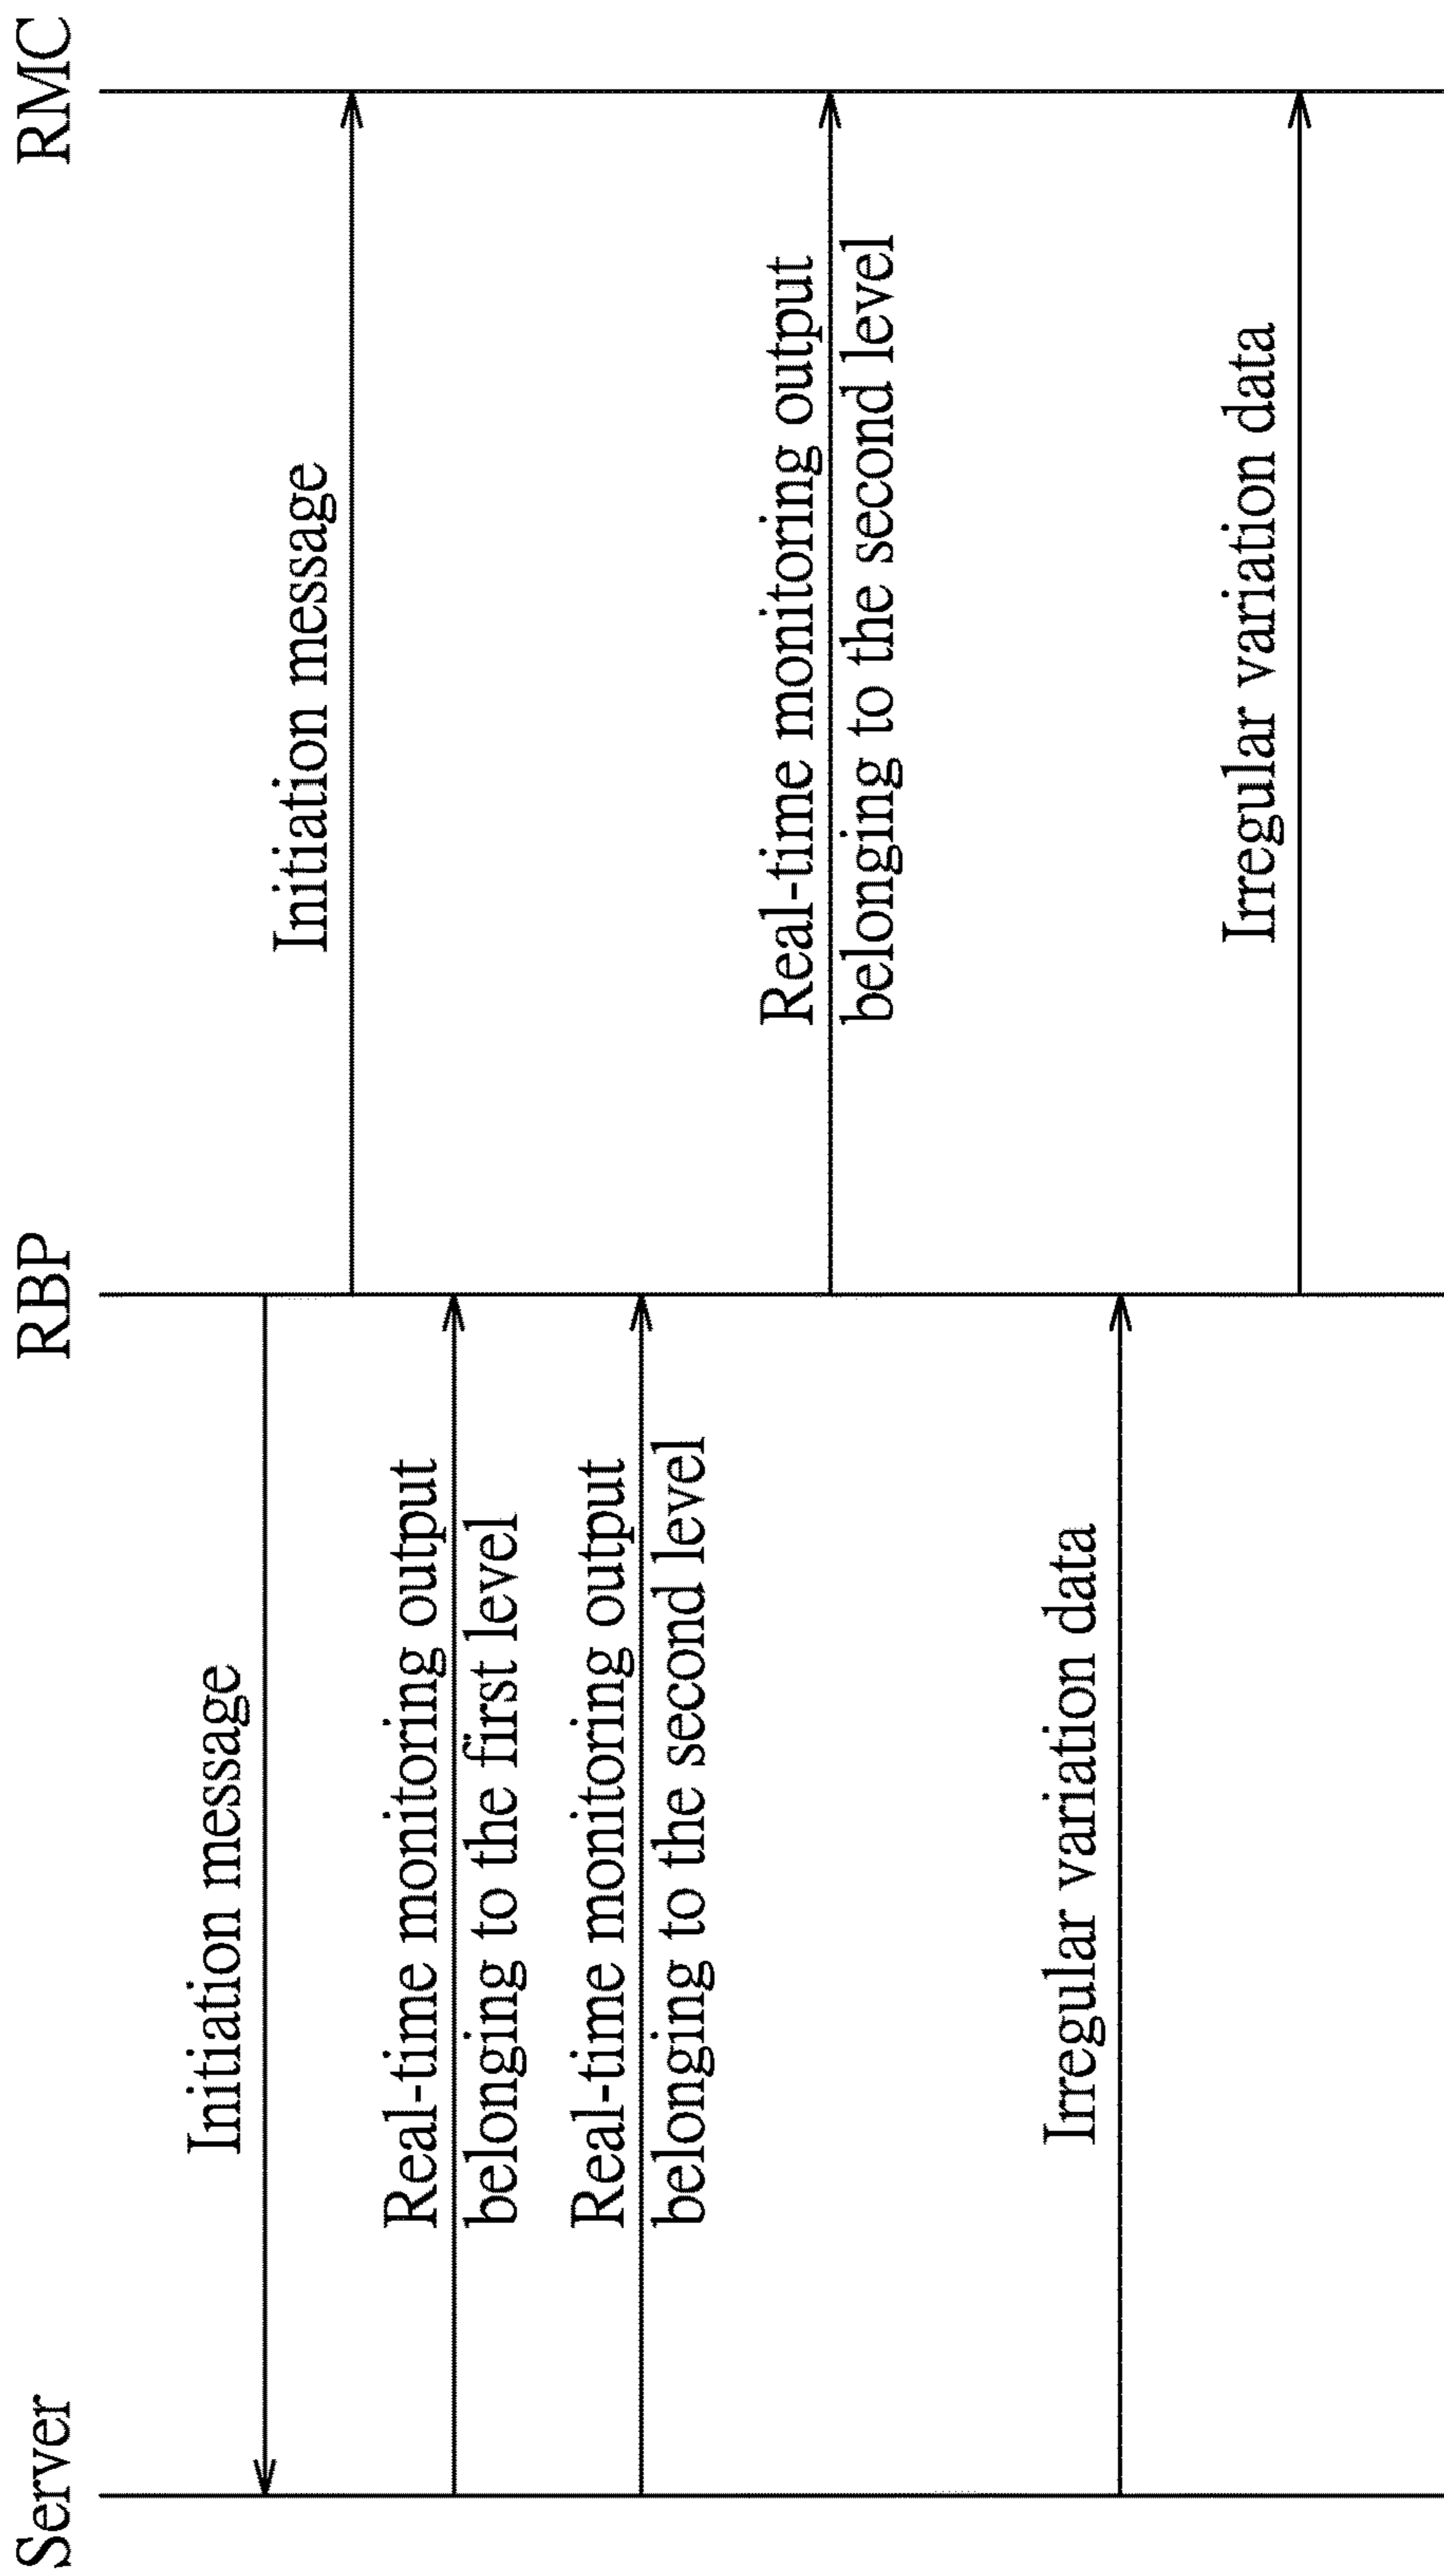 Server
RBP
RMC
Initiation message
Initiation message
Real-time monitoring output
belonging to the first level
Real-time monitoring output
belonging to the second level
Real-time monitoring output
belonging to the second level
Irregular variation data
Irregular variation data